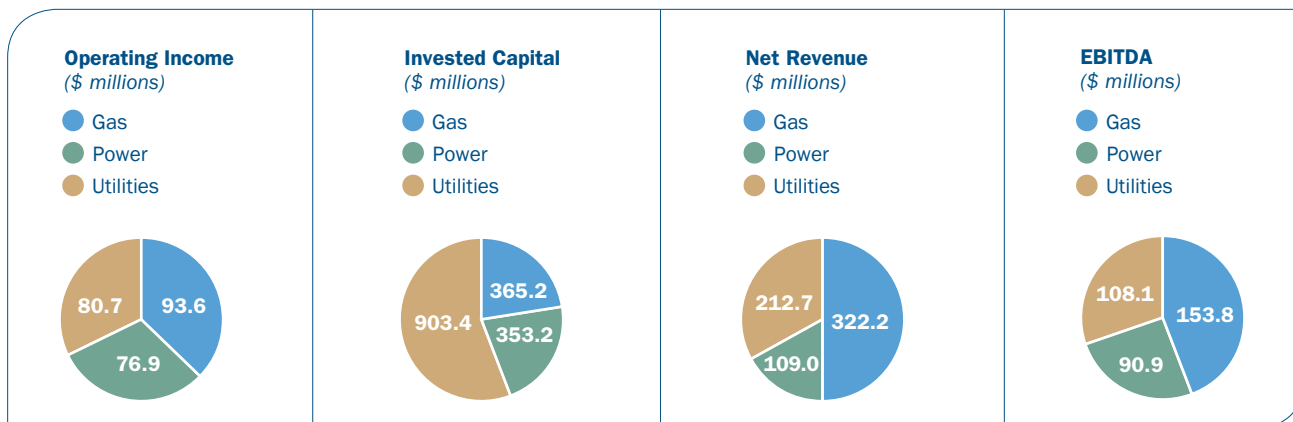 Operating Income
($ millions)
Gas
Power
Utilities
80.7
93.6
76.9
Invested Capital
($ millions)
Gas
Power
Utilities
365.2
903.4
353.2
Net Revenue
($ millions)
Gas
Power
Utilities
212.7
322.2
109.0
EBITDA
($ millions)
Gas
Power
Utilities
108.1
153.8
90.9